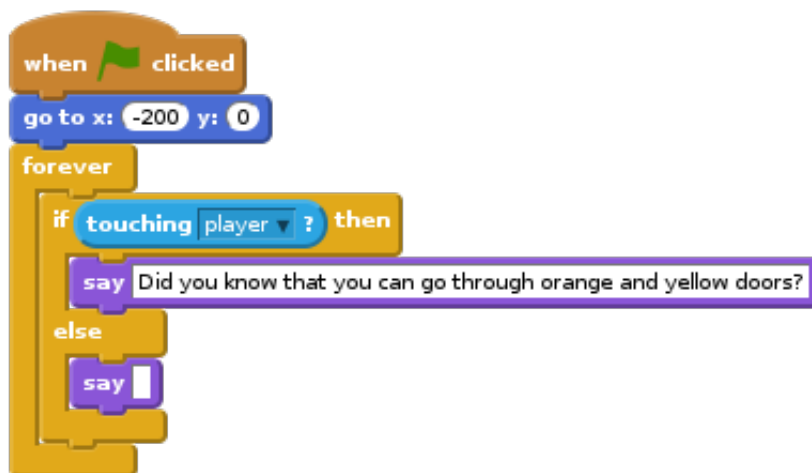 when clicked
go to x: -200 y: 0
forever
if touching player ? then
say Did you know that you can go through orange and yellow doors?
else
say